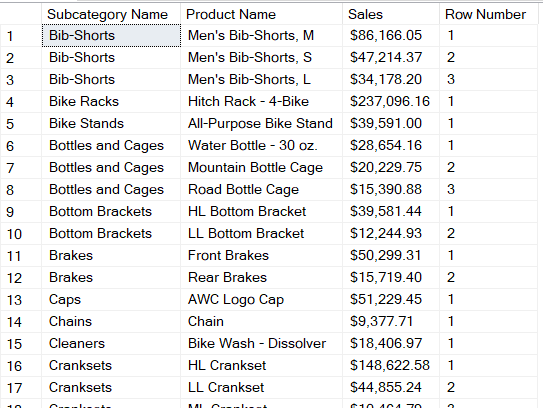 Subcategory Name Product Name Sales Row Number
1 Bib-Shorts Men's Bib-Shorts, M $86,166.05 1
2 Bib-Shorts Men's Bib-Shorts, S $47,214.37 2
3 Bib-Shorts Men's Bib-Shorts, L $34,178.20 3
4 Bike Racks Hitch Rack - 4-Bike $237,096.16 1
5 Bike Stands All-Purpose Bike Stand $39,591.00 1
6 Bottles and Cages Water Bottle - 30 oz. $28,654.16 1
7 Bottles and Cages Mountain Bottle Cage $20,229.75 2
8 Bottles and Cages Road Bottle Cage $15,390.88 3
9 Bottom Brackets HL Bottom Bracket $39,581.44 1
10 Bottom Brackets LL Bottom Bracket $12,244.93 2
11 Brakes Front Brakes $50,299.31 1
12 Brakes Rear Brakes $15,719.40 2
13 Caps AWC Logo Cap $51,229.45 1
14 Chains Chain $9,377.71 1
15 Cleaners Bike Wash - Dissolver $18,406.97 1
16 Cranksets HL Crankset $148,622.58 1
17 Cranksets LL Crankset $44,855.24 2
Cranksets ML Crankset